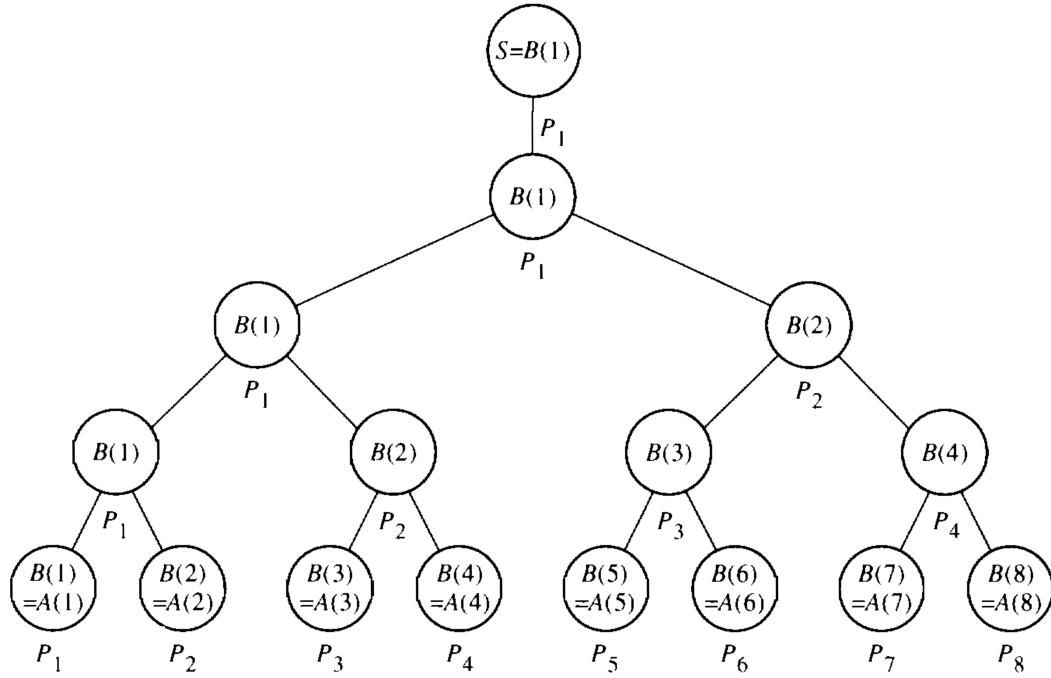 S=B(1)
P₁
B(1)
P₁
B(1) B(2)
P₁ P₂
B(1) B(2) B(3) B(4)
P₁ P₂ P₃ P₄
B(1) B(2) B(3) B(4) B(5) B(6) B(7) B(8)
=A(1) =A(2) =A(3) =A(4) =A(5) =A(6) =A(7) =A(8)
P₁ P₂ P₃ P₄ P₅ P₆ P₇ P₈